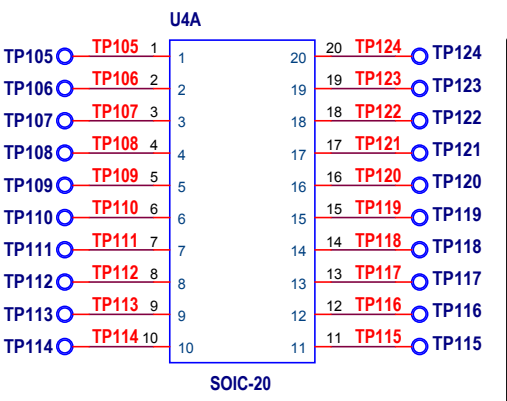 U4A
TP105 TP105 1 1 20 20 TP124 TP124
TP106 TP106 2 2 19 19 TP123 TP123
TP107 TP107 3 3 18 18 TP122 TP122
TP108 TP108 4 4 17 17 TP121 TP121
TP109 TP109 5 5 16 16 TP120 TP120
TP110 TP110 6 6 15 15 TP119 TP119
TP111 TP111 7 7 14 14 TP118 TP118
TP112 TP112 8 8 13 13 TP117 TP117
TP113 TP113 9 9 12 12 TP116 TP116
TP114 TP114 10 10 11 11 TP115 TP115
SOIC-20